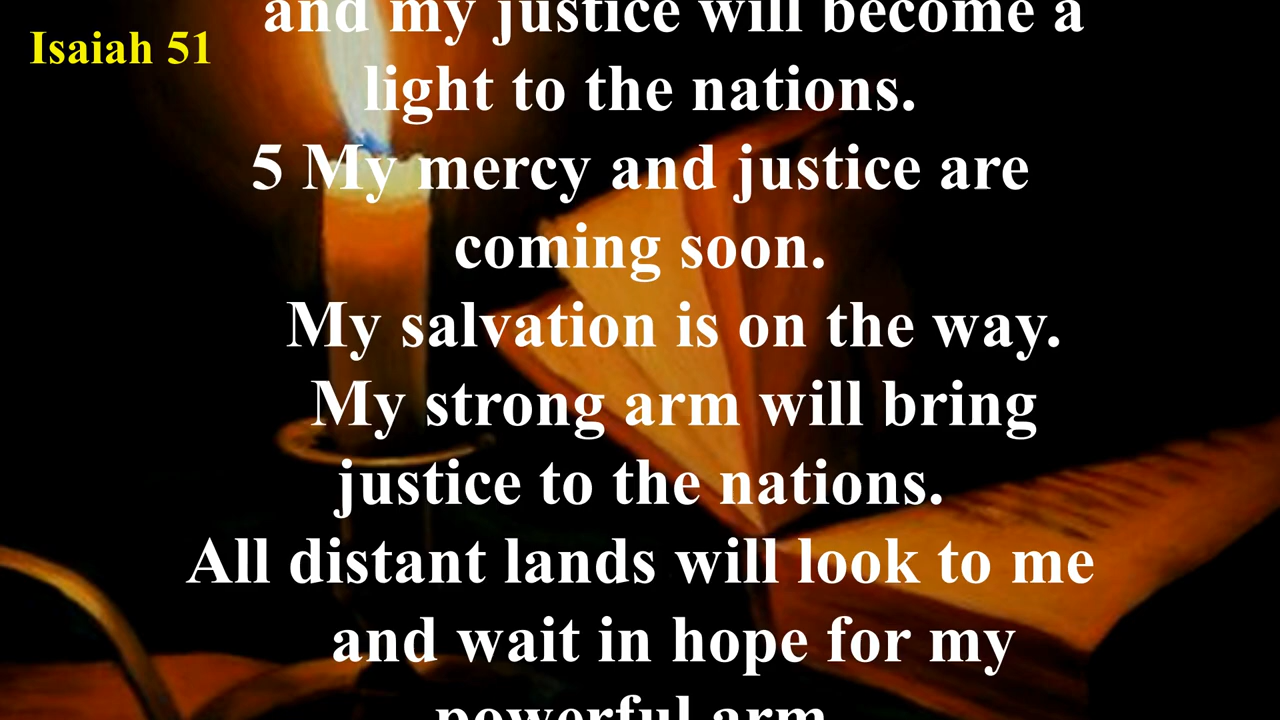 Isaiah 51
and my justice will become a
light to the nations.
5 My mercy and justice are
coming soon.
My salvation is on the way.
My strong arm will bring
justice to the nations.
All distant lands will look to me
and wait in hope for my
powerful arm.